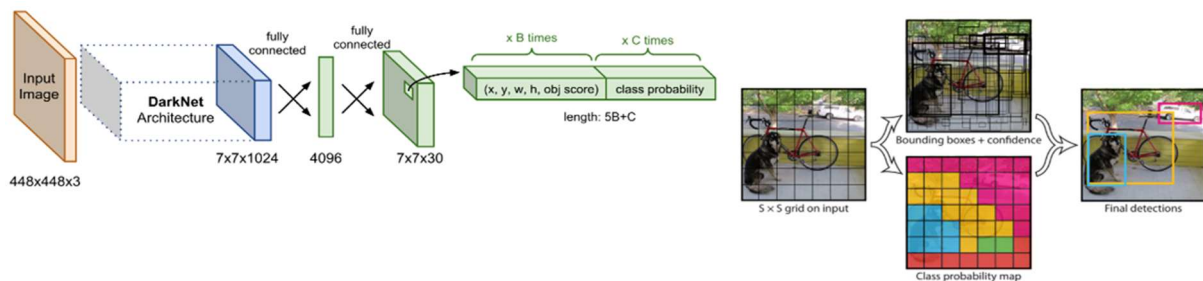 Input
Image
448x448x3
DarkNet
Architecture
7x7x1024
fully
connected
4096
fully
connected
7x7x30
x B times
x C times
(x, y, w, h, obj score)
class probability
length: 5B+C
S × S grid on input
Bounding boxes + confidence
Class probability map
Final detections